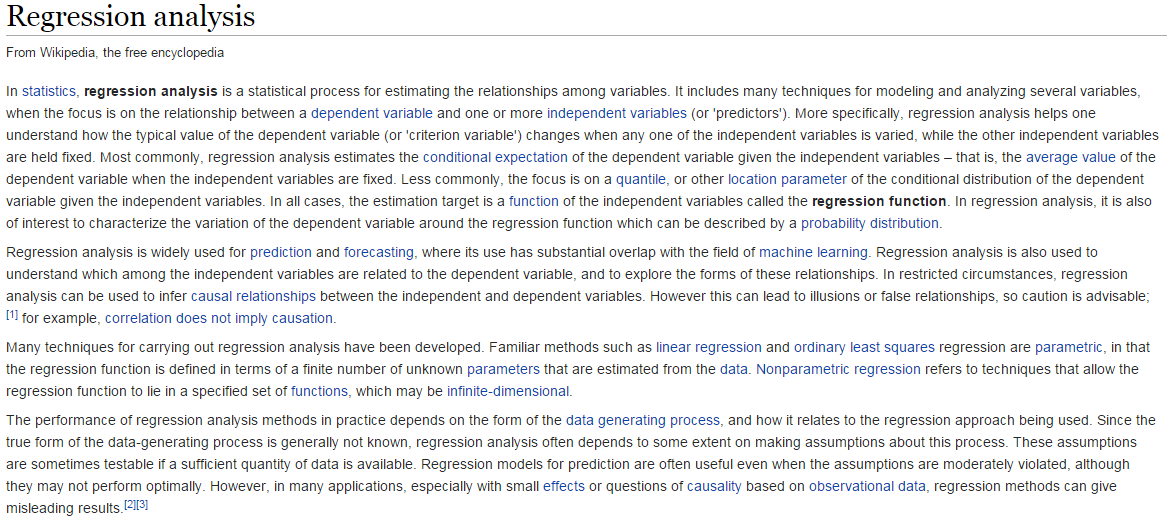 Regression analysis
From Wikipedia, the free encyclopedia
In statistics, regression analysis is a statistical process for estimating the relationships among variables. It includes many techniques for modeling and analyzing several variables,
when the focus is on the relationship between a dependent variable and one or more independent variables (or 'predictors'). More specifically, regression analysis helps one
understand how the typical value of the dependent variable (or 'criterion variable') changes when any one of the independent variables is varied, while the other independent variables
are held fixed. Most commonly, regression analysis estimates the conditional expectation of the dependent variable given the independent variables – that is, the average value of the
dependent variable when the independent variables are fixed. Less commonly, the focus is on a quantile, or other location parameter of the conditional distribution of the dependent
variable given the independent variables. In all cases, the estimation target is a function of the independent variables called the regression function. In regression analysis, it is also
of interest to characterize the variation of the dependent variable around the regression function which can be described by a probability distribution.
Regression analysis is widely used for prediction and forecasting, where its use has substantial overlap with the field of machine learning. Regression analysis is also used to
understand which among the independent variables are related to the dependent variable, and to explore the forms of these relationships. In restricted circumstances, regression
analysis can be used to infer causal relationships between the independent and dependent variables. However this can lead to illusions or false relationships, so caution is advisable;
[1] for example, correlation does not imply causation.
Many techniques for carrying out regression analysis have been developed. Familiar methods such as linear regression and ordinary least squares regression are parametric, in that
the regression function is defined in terms of a finite number of unknown parameters that are estimated from the data. Nonparametric regression refers to techniques that allow the
regression function to lie in a specified set of functions, which may be infinite-dimensional.
The performance of regression analysis methods in practice depends on the form of the data generating process, and how it relates to the regression approach being used. Since the
true form of the data-generating process is generally not known, regression analysis often depends to some extent on making assumptions about this process. These assumptions
are sometimes testable if a sufficient quantity of data is available. Regression models for prediction are often useful even when the assumptions are moderately violated, although
they may not perform optimally. However, in many applications, especially with small effects or questions of causality based on observational data, regression methods can give
misleading results.[2][3]